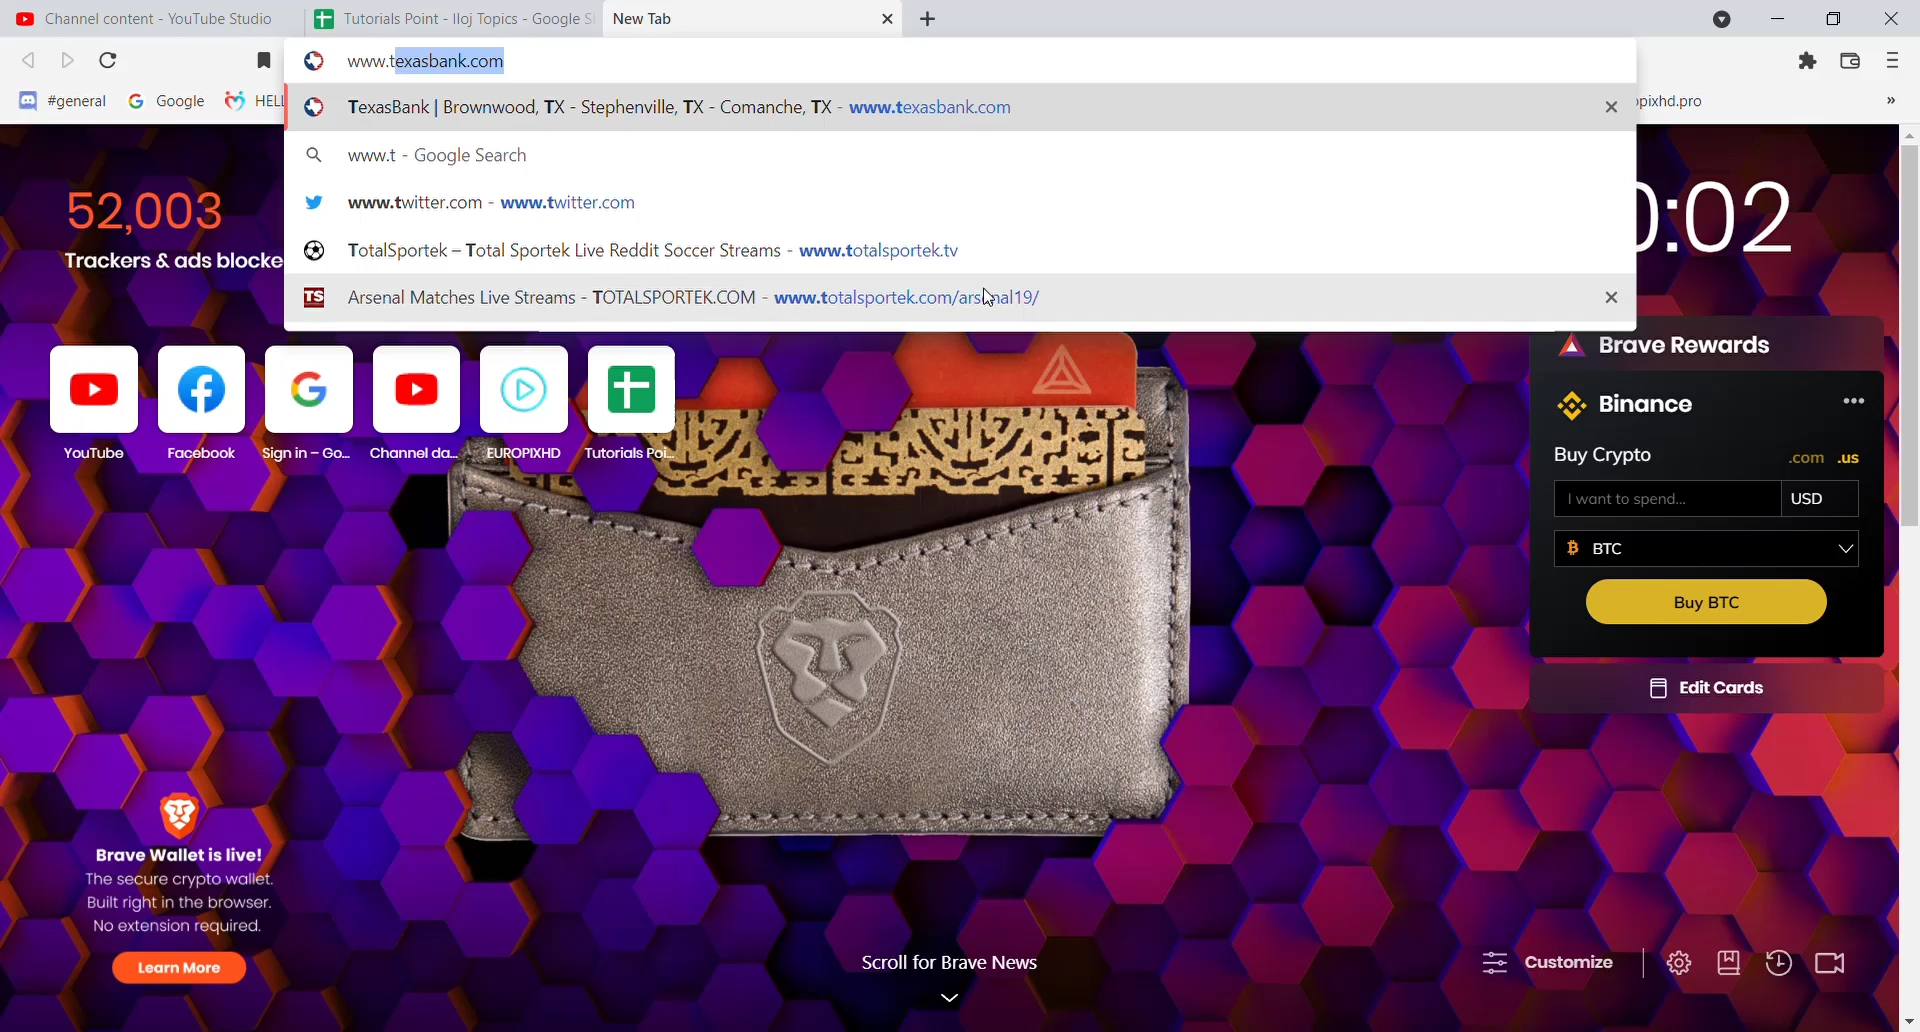 Channel content - YouTube Studio
Tutorials Point - Iloj Topics - Google S
New Tab
www.texasbank.com
#general
Google
HELL
TexasBank | Brownwood, TX - Stephenville, TX - Comanche, TX - www.texasbank.com
pixhd.pro
»
www.t - Google Search
www.twitter.com - www.twitter.com
TotalSportek – Total Sportek Live Reddit Soccer Streams - www.totalsportek.tv
TS Arsenal Matches Live Streams - TOTALSPORTEK.COM - www.totalsportek.com/arsenal19/
52,003
Trackers & ads blocke
0:02
YouTube
Facebook
Sign in – Go...
Channel da...
EUROPIXHD
Tutorials Poi...
Brave Rewards
Binance
Buy Crypto
.com .us
I want to spend...
USD
BTC
Buy BTC
Edit Cards
Brave Wallet is live!
The secure crypto wallet.
Built right in the browser.
No extension required.
Learn More
Scroll for Brave News
Customize